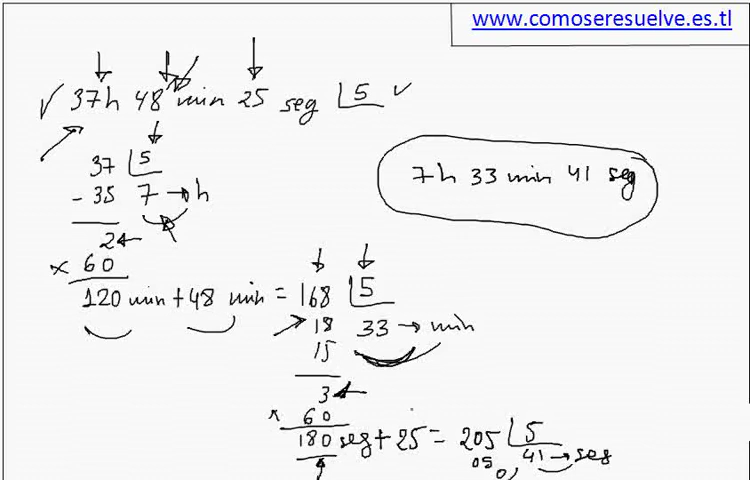 www.comoseresuelve.es.tl
37h 48 min 25 seg 5
37 5
- 35 7 → h
2
7h 33 min 41 seg
× 60
120 min + 48 min = 168 5
18 33 → min
15
3
× 60
180 seg + 25 = 205 5
05 41 → seg
0